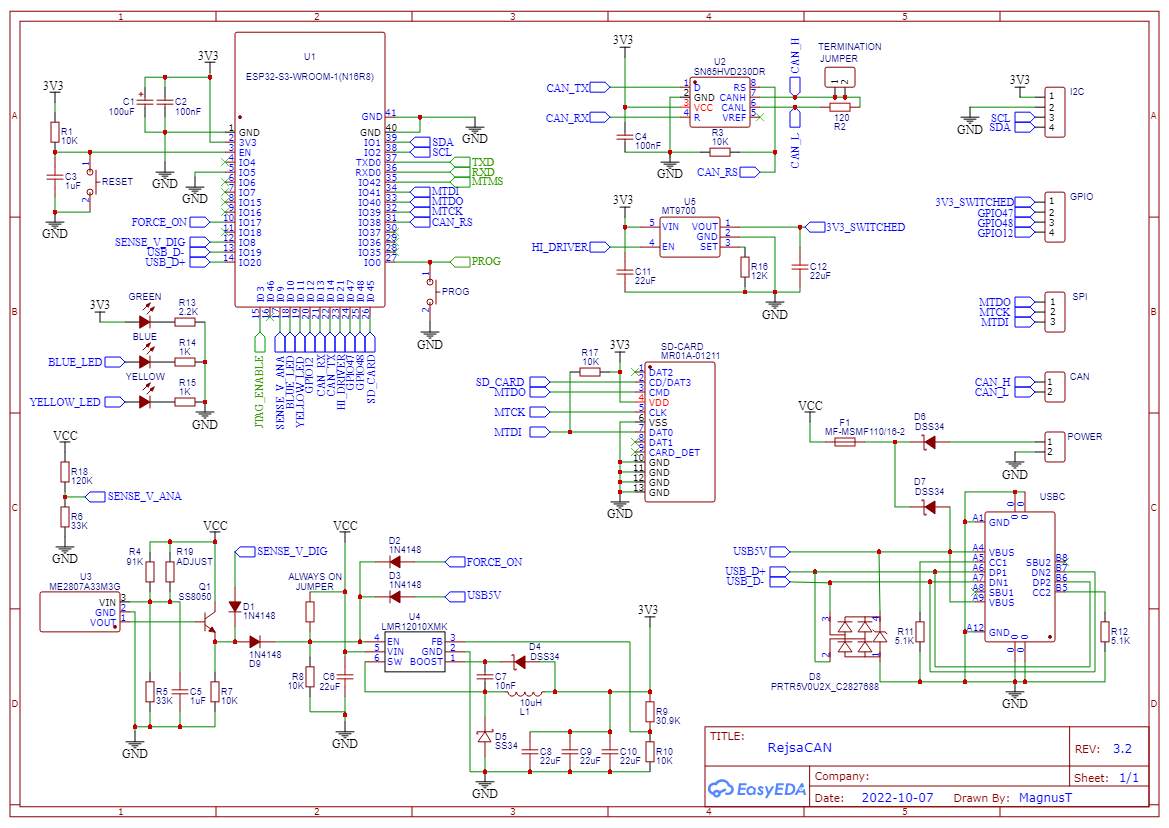 1 2 3 4 5
A
B
C
D
U1
ESP32-S3-WROOM-1(N16R8)
3V3
3V3
C1
100uF
C2
100nF
R1
10K
C3
1uF
RESET
1
2
GND
GND
GND
1 GND
2 3V3
3 EN
4 IO4
5 IO5
6 IO6
7 IO7
8 IO15
9 IO16
10 IO17
11 IO18
12 IO8
13 IO19
14 IO20
FORCE_ON
SENSE_V_DIG
USB_D-
USB_D+
GND 41
GND 40
IO1 39
IO2 38
TXD0 37
RXD0 36
IO42 35
IO41 34
IO40 33
IO39 32
IO38 31
IO37 30
IO36 29
IO35 28
IO0 27
GND
SDA
SCL
TXD
RXD
MTMS
MTDI
MTDO
MTCK
CAN_RS
PROG
PROG
1
2
GND
IO3
IO46
IO9
IO10
IO11
IO12
IO13
IO14
IO21
IO47
IO48
IO45
15
16
17
18
19
20
21
22
23
24
25
26
JTAG_ENABLE
SENSE_V_ANA
BLUE_LED
YELLOW_LED
GPIO12
CAN_RX
CAN_TX
HI_DRIVER
GPIO47
GPIO48
SD_CARD
3V3
GREEN
R13
2.2K
BLUE_LED
BLUE
R14
1K
YELLOW_LED
YELLOW
R15
1K
GND
3V3
CAN_TX
CAN_RX
C4
100nF
U2
SN65HVD230DR
1 D
2 GND
3 VCC
4 R
RS 8
CANH 7
CANL 6
VREF 5
R3
10K
CAN_RS
GND
CAN_H
CAN_L
TERMINATION
JUMPER
1 2
120
R2
3V3
GND
SCL
SDA
I2C
1
2
3
4
3V3
HI_DRIVER
C11
22uF
U5
MT9700
5 VIN
4 EN
VOUT 1
GND 2
SET 3
R16
12K
C12
22uF
3V3_SWITCHED
GND
3V3_SWITCHED
GPIO47
GPIO48
GPIO12
GPIO
1
2
3
4
MTDO
MTCK
MTDI
SPI
1
2
3
CAN_H
CAN_L
CAN
1
2
R17
10K
3V3
SD-CARD
MR01A-01211
SD_CARD
MTDO
MTCK
MTDI
1 DAT2
2 CD/DAT3
3 CMD
4 VDD
5 CLK
6 VSS
7 DAT0
8 DAT1
9 CARD_DET
10 GND
11 GND
12 GND
13 GND
GND
VCC
F1
MF-MSMF110/16-2
D6
DSS34
D7
DSS34
POWER
1
2
GND
USBC
A1 GND
A4 VBUS
A5 CC1
A6 DP1
A7 DN1
A8 SBU1
A9 VBUS
A12 GND
SBU2 B8
DN2 B7
DP2 B6
CC2 B5
0 0
0 0
USB5V
USB_D+
USB_D-
D8
PRTR5V0U2X_C2827688
3 4
2 1
R11
5.1K
R12
5.1K
GND
VCC
R18
120K
SENSE_V_ANA
R6
33K
GND
VCC
R4
91K
R19
ADJUST
U3
ME2807A33M3G
VIN 3
GND 2
VOUT 1
Q1
SS8050
R5
33K
C5
1uF
R7
10K
GND
SENSE_V_DIG
D1
1N4148
1N4148
D9
VCC
ALWAYS ON
JUMPER
R8
10K
C6
22uF
GND
D2
1N4148
FORCE_ON
D3
1N4148
USB5V
U4
LMR12010XMK
4 EN
5 VIN
6 SW
FB 3
GND 2
BOOST 1
D4
DSS34
C7
10nF
10uH
L1
D5
SS34
C8
22uF
C9
22uF
C10
22uF
R9
30.9K
R10
10K
3V3
GND
TITLE:
RejsaCAN
REV: 3.2
EasyEDA
Company:
Sheet: 1/1
Date: 2022-10-07 Drawn By: MagnusT
1 2 3 4 5